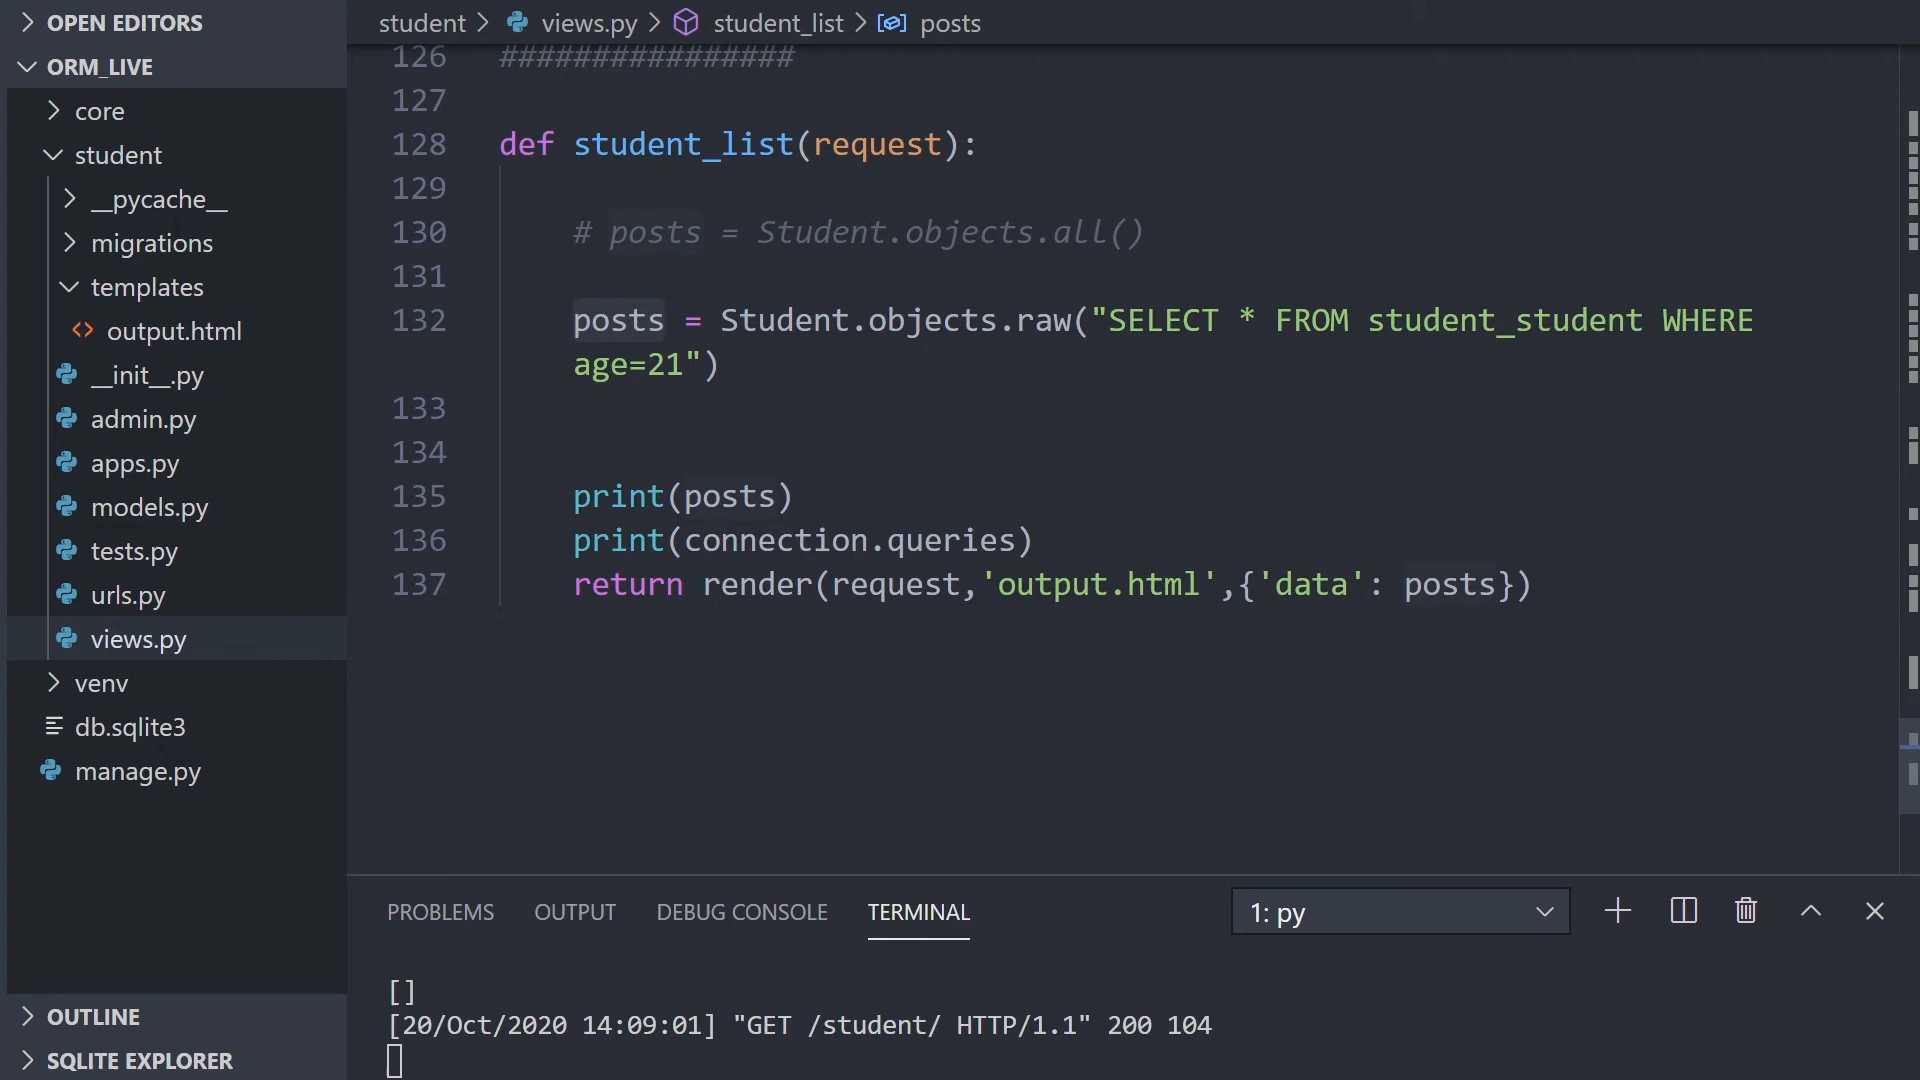 OPEN EDITORS
ORM_LIVE
core
student
__pycache__
migrations
templates
output.html
__init__.py
admin.py
apps.py
models.py
tests.py
urls.py
views.py
venv
db.sqlite3
manage.py
OUTLINE
SQLITE EXPLORER
student > views.py > student_list > posts
126 ################
127
128 def student_list(request):
129
130 # posts = Student.objects.all()
131
132 posts = Student.objects.raw("SELECT * FROM student_student WHERE
age=21")
133
134
135 print(posts)
136 print(connection.queries)
137 return render(request,'output.html',{'data': posts})
PROBLEMS OUTPUT DEBUG CONSOLE TERMINAL 1: py
[]
[20/Oct/2020 14:09:01] "GET /student/ HTTP/1.1" 200 104